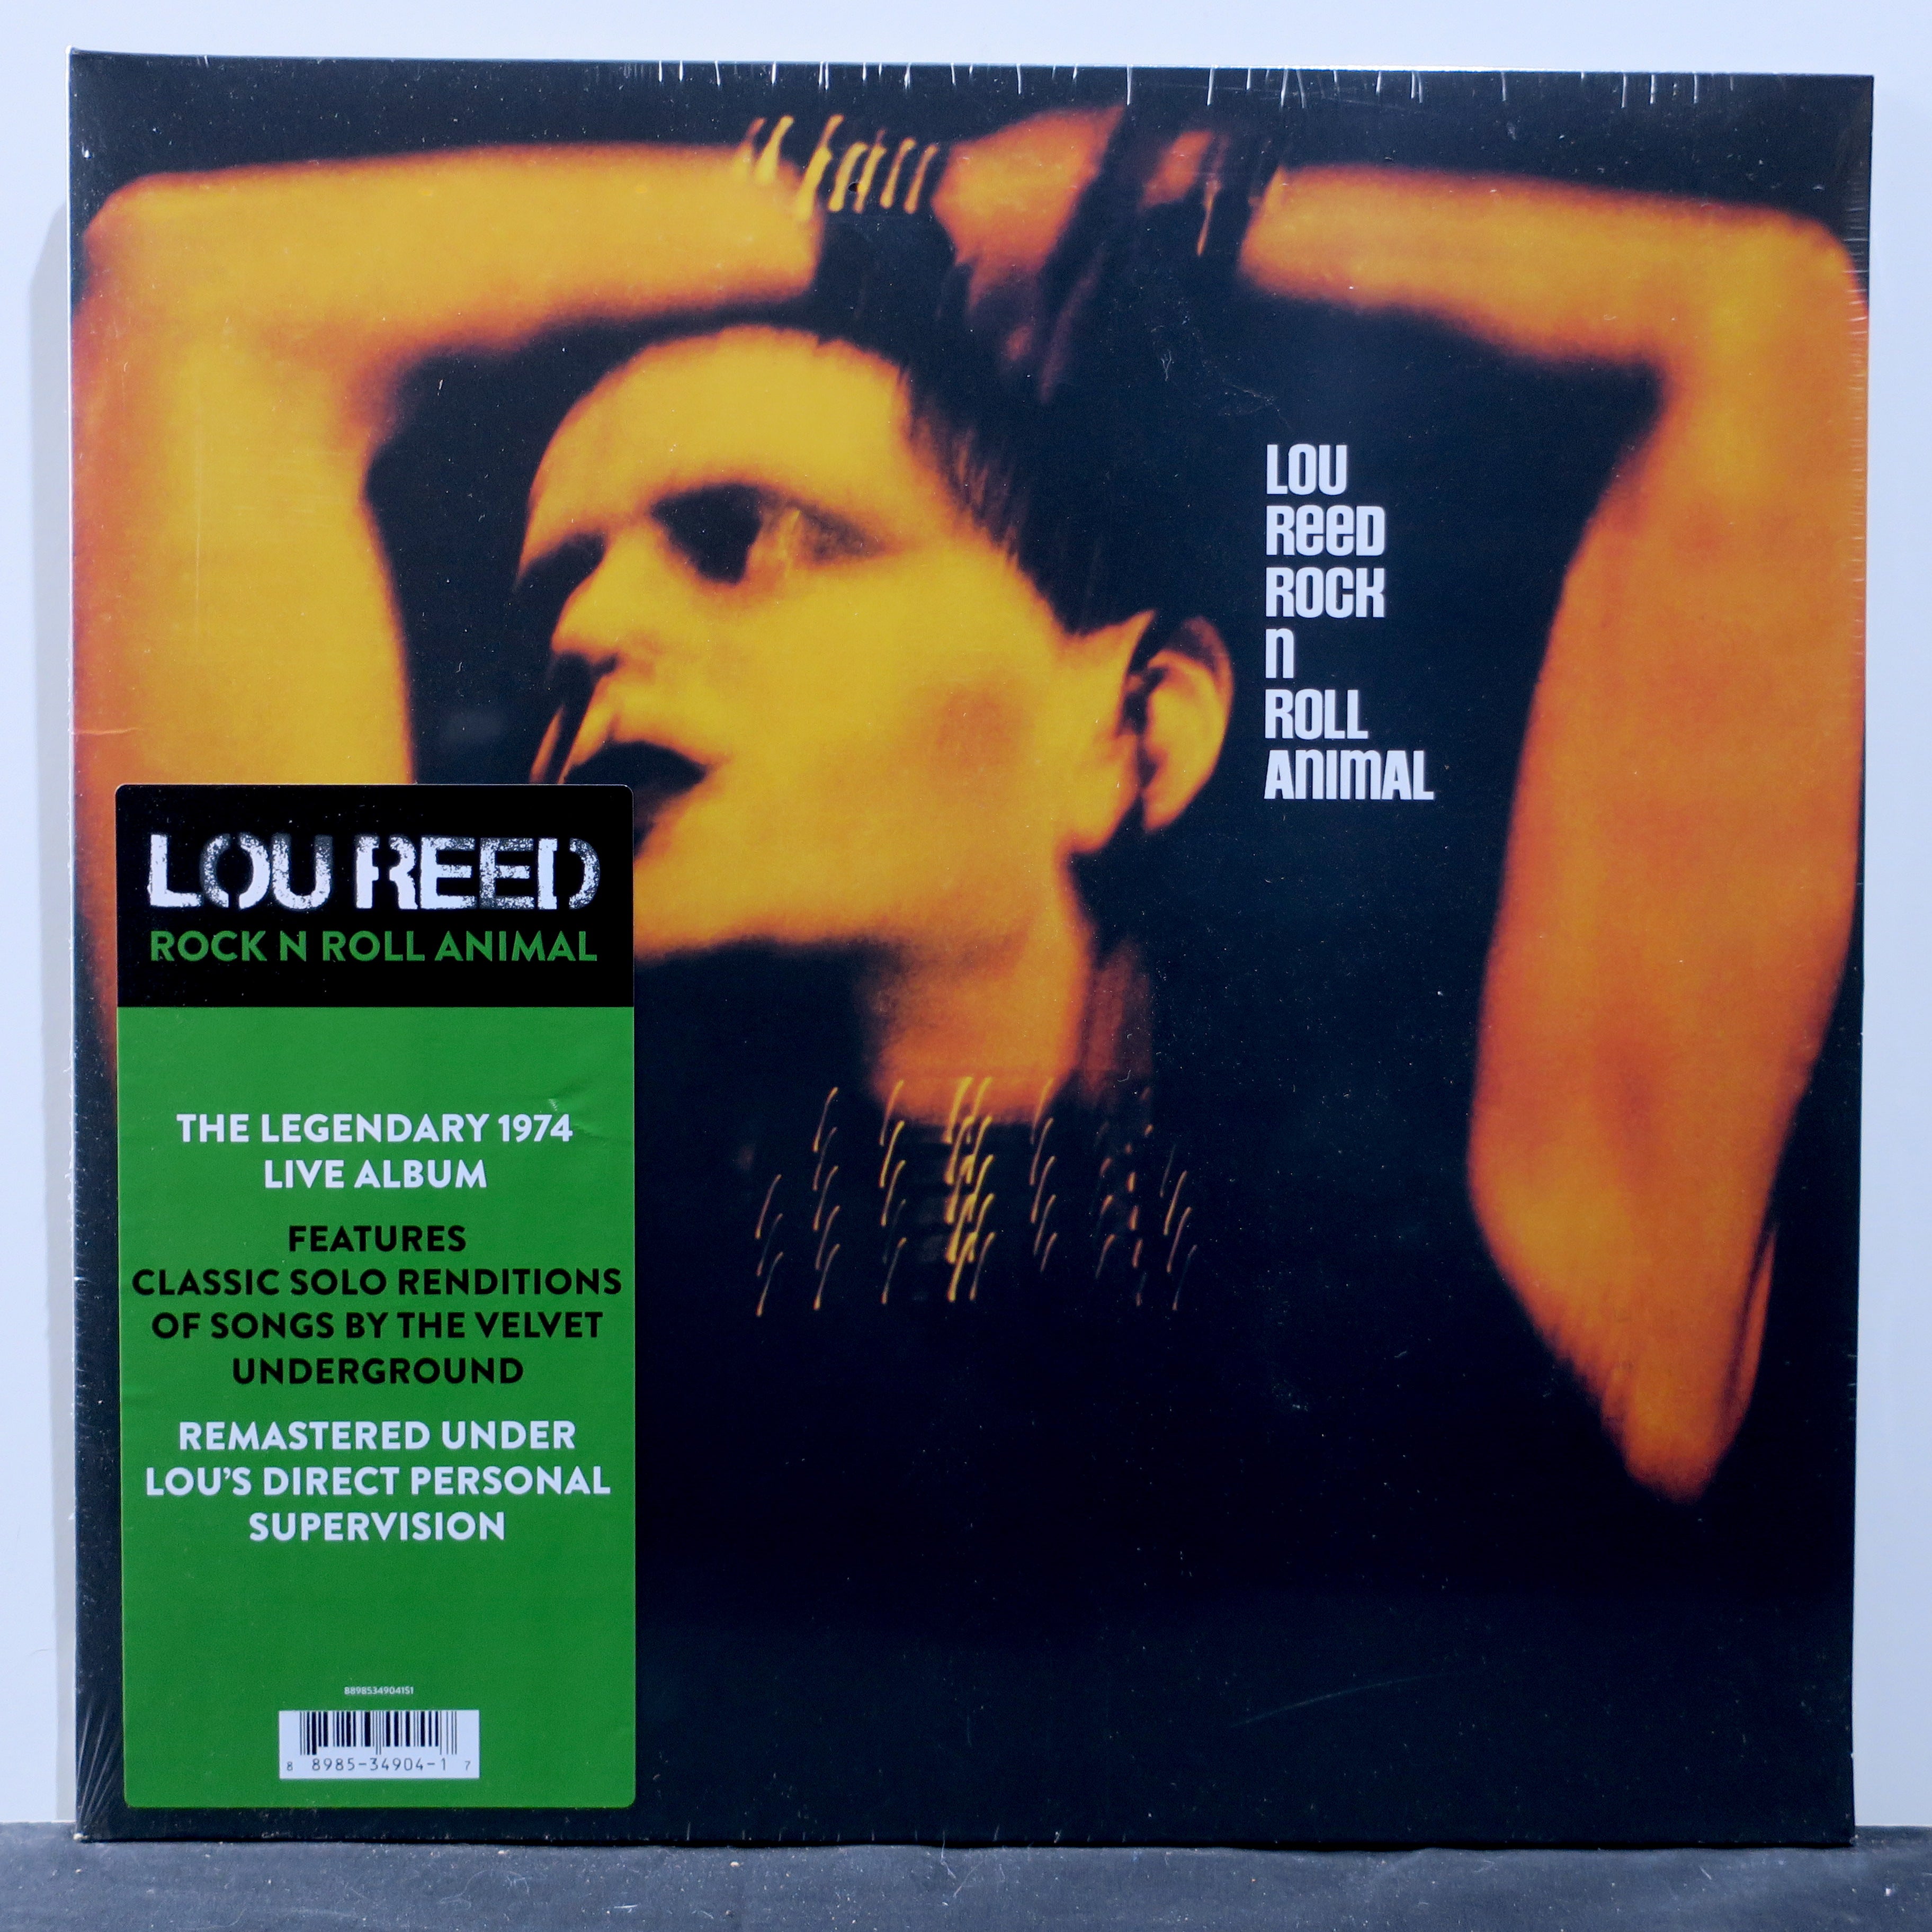 LOU
REED
ROCK
N
ROLL
ANIMAL
LOU REED
ROCK N ROLL ANIMAL
THE LEGENDARY 1974
LIVE ALBUM
FEATURES
CLASSIC SOLO RENDITIONS
OF SONGS BY THE VELVET
UNDERGROUND
REMASTERED UNDER
LOU'S DIRECT PERSONAL
SUPERVISION
88985349041S1
8 8985-34904-1 7